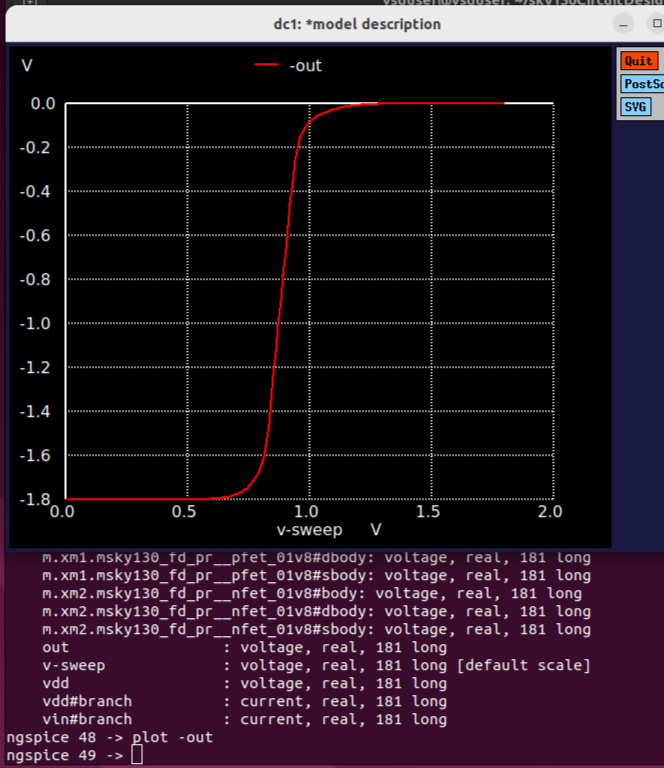 dc1: *model description
V
-out
Quit
SVG
0.0
-0.2
-0.4
-0.6
-0.8
-1.0
-1.2
-1.4
-1.6
-1.8
0.0 0.5 1.0 1.5 2.0
v-sweep V
m.xm1.msky130_fd_pr__pfet_01v8#dbody: voltage, real, 181 long
m.xm1.msky130_fd_pr__pfet_01v8#sbody: voltage, real, 181 long
m.xm2.msky130_fd_pr__nfet_01v8#body: voltage, real, 181 long
m.xm2.msky130_fd_pr__nfet_01v8#dbody: voltage, real, 181 long
m.xm2.msky130_fd_pr__nfet_01v8#sbody: voltage, real, 181 long
out : voltage, real, 181 long
v-sweep : voltage, real, 181 long [default scale]
vdd : voltage, real, 181 long
vdd#branch : current, real, 181 long
vin#branch : current, real, 181 long
ngspice 48 -> plot -out
ngspice 49 ->